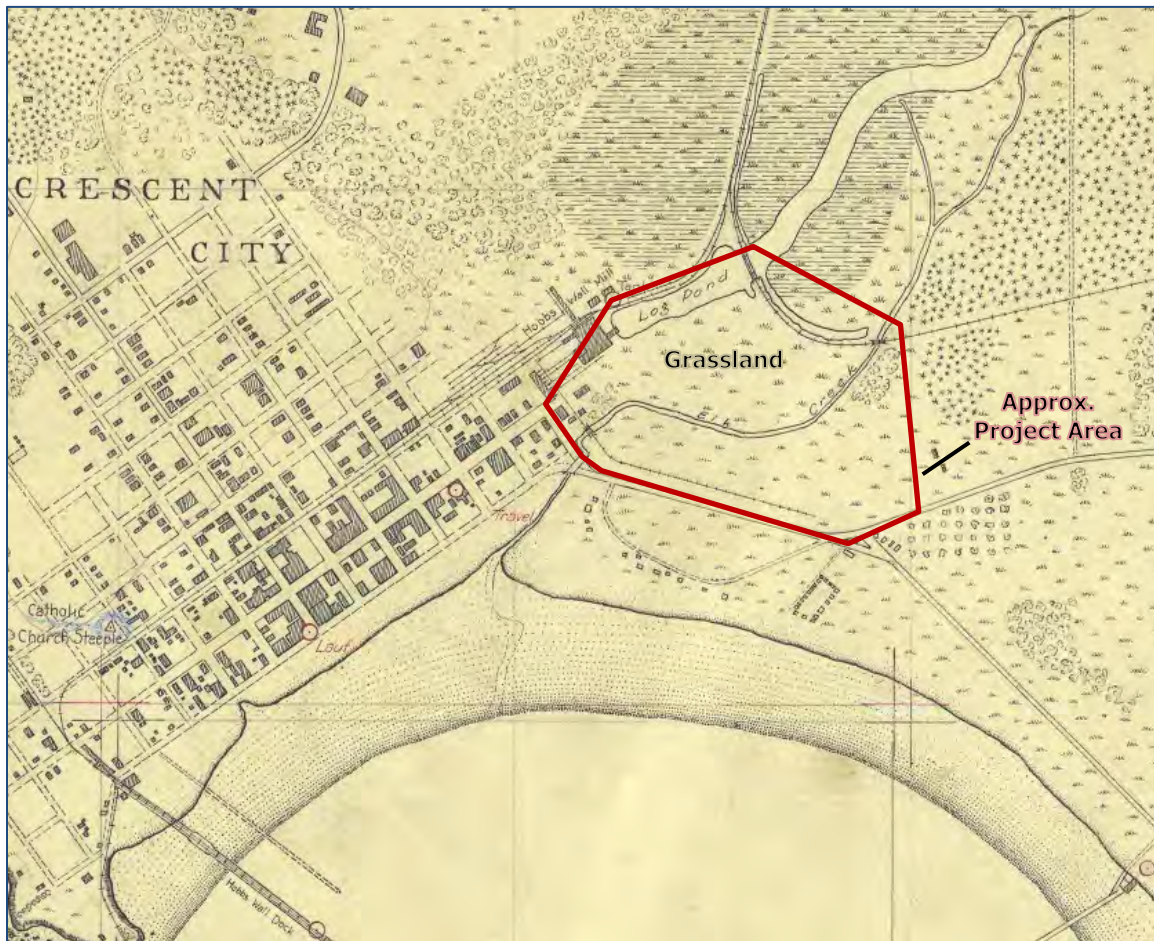 CRESCENT
CITY
Hobbs Wall Mill
Log Pond
Grassland
Elk Creek
Approx.
Project Area
Travel
Catholic
Church Steeple
Hobbs Wall Dock